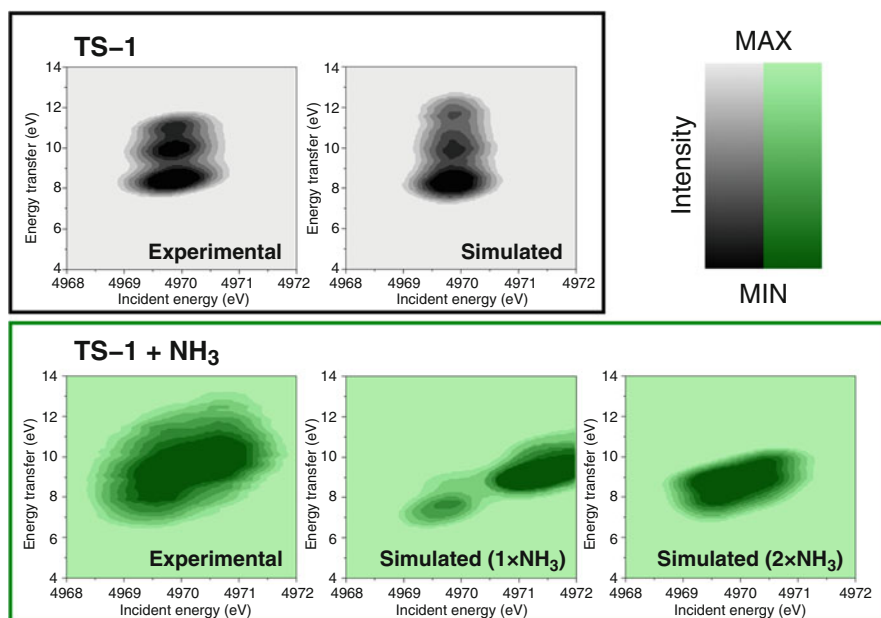 TS–1
14
12
10
8
6
4
Energy transfer (eV)
Experimental
4968 4969 4970 4971 4972
Incident energy (eV)
14
12
10
8
6
4
Energy transfer (eV)
Simulated
4968 4969 4970 4971 4972
Incident energy (eV)
MAX
Intensity
MIN
TS–1 + NH₃
14
12
10
8
6
4
Energy transfer (eV)
Experimental
4968 4969 4970 4971 4972
Incident energy (eV)
14
12
10
8
6
4
Energy transfer (eV)
Simulated (1×NH₃)
4968 4969 4970 4971 4972
Incident energy (eV)
14
12
10
8
6
4
Energy transfer (eV)
Simulated (2×NH₃)
4968 4969 4970 4971 4972
Incident energy (eV)